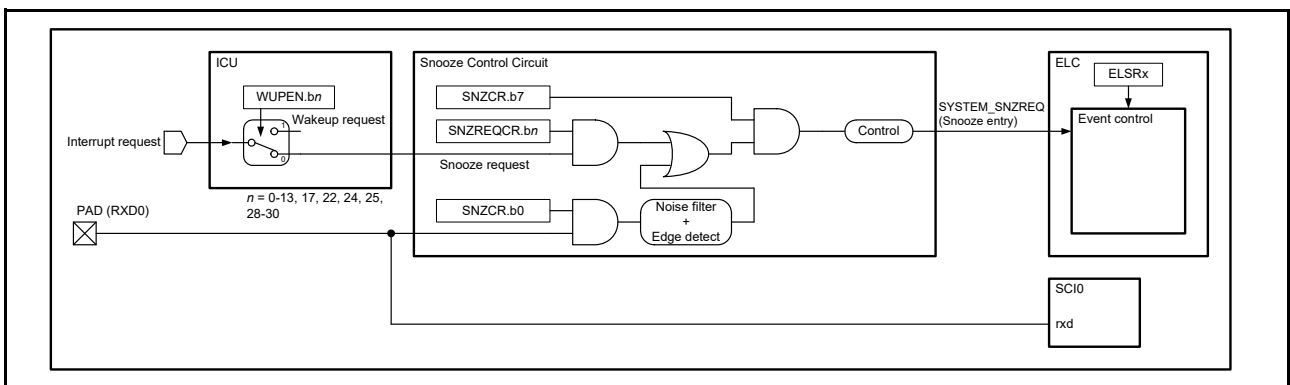 ICU
Snooze Control Circuit
ELC
WUPEN.bn
SNZCR.b7
ELSRx
1
Wakeup request
SYSTEM_SNZREQ
(Snooze entry)
Event control
SNZREQCR.bn
Control
Interrupt request
0
Snooze request
n = 0-13, 17, 22, 24, 25,
28-30
PAD (RXD0)
SNZCR.b0
Noise filter
+
Edge detect
SCI0
rxd